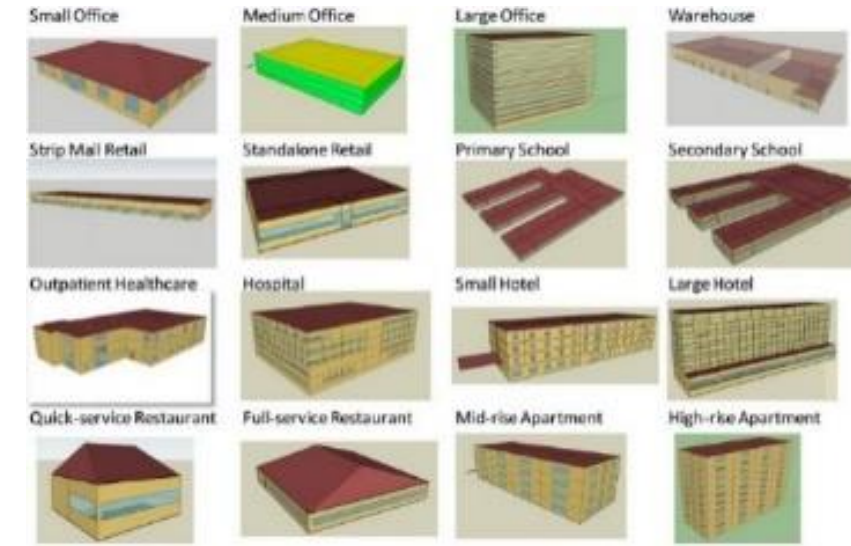 Small Office
Medium Office
Large Office
Warehouse
Strip Mall Retail
Standalone Retail
Primary School
Secondary School
Outpatient Healthcare
Hospital
Small Hotel
Large Hotel
Quick-service Restaurant
Full-service Restaurant
Mid-rise Apartment
High-rise Apartment